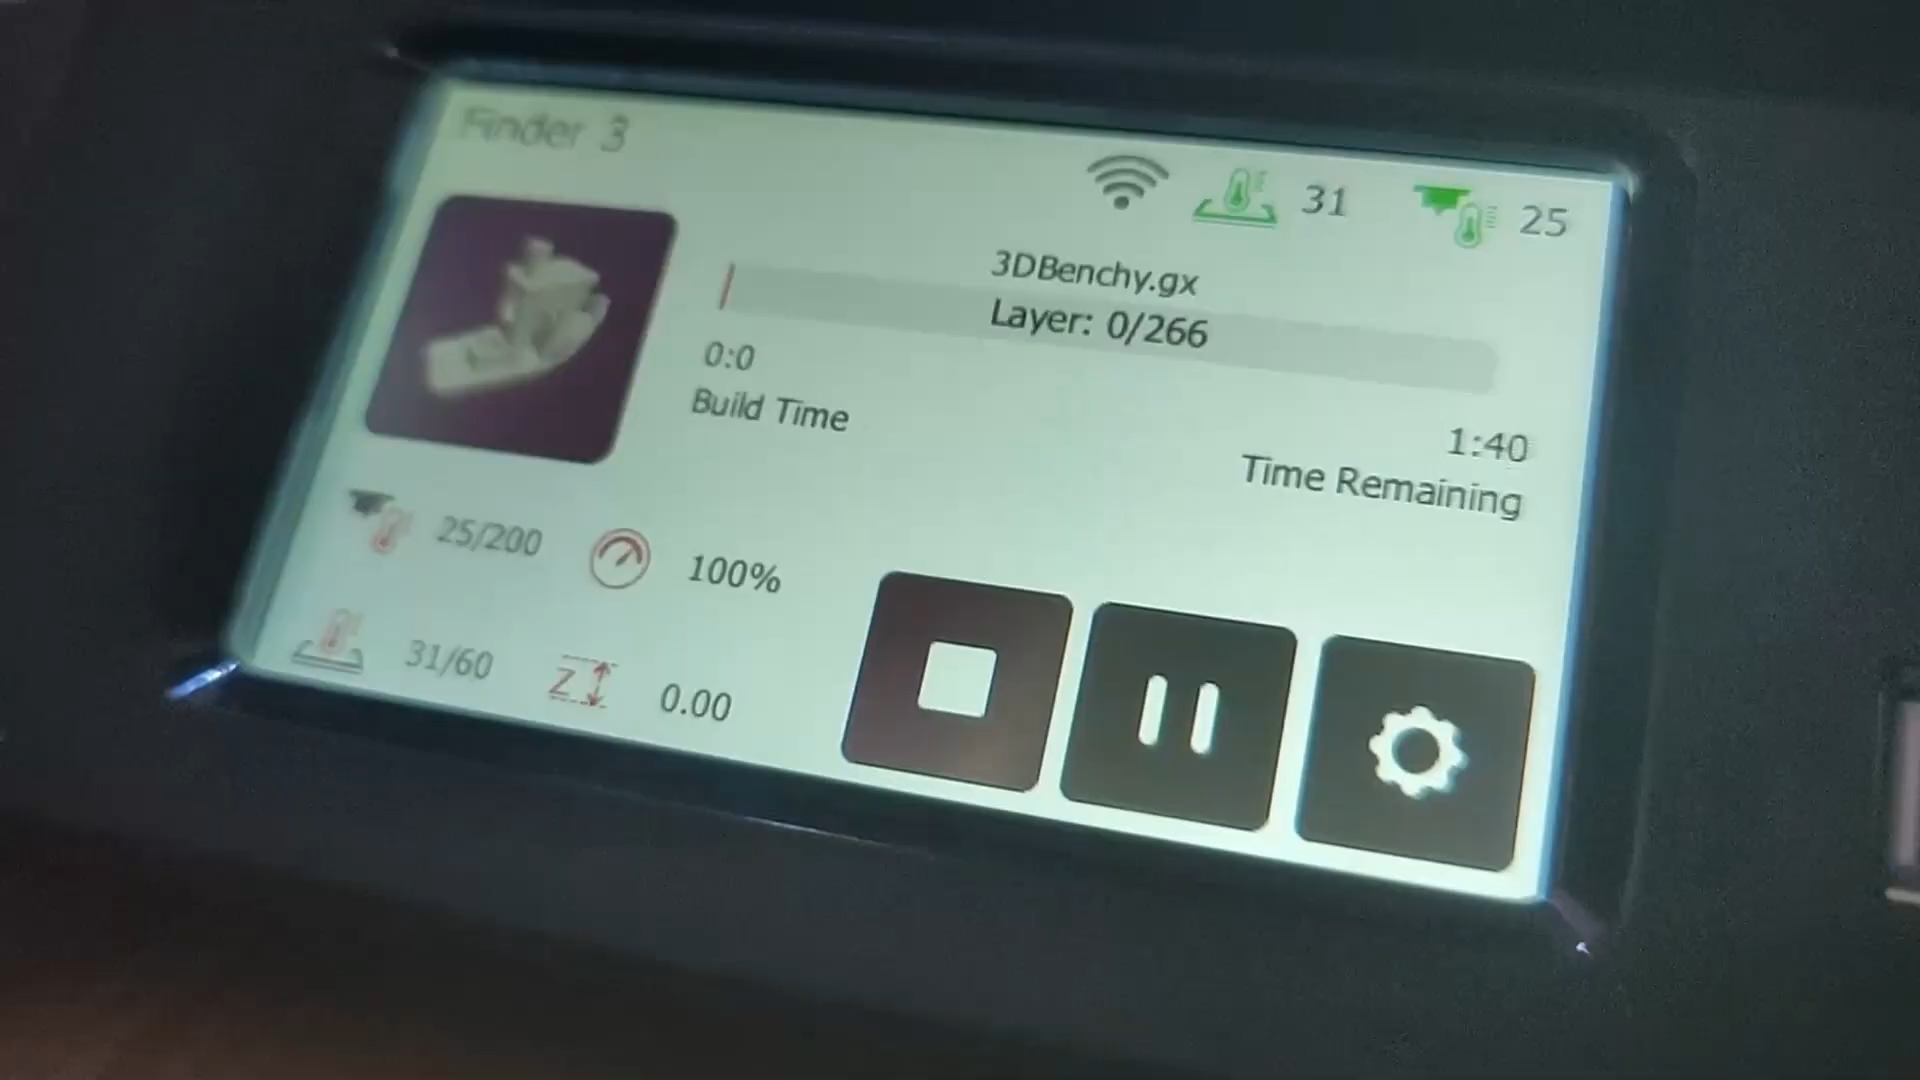 Finder 3
31
25
3DBenchy.gx
Layer: 0/266
0:0
Build Time
1:40
Time Remaining
25/200
100%
31/60
Z
0.00